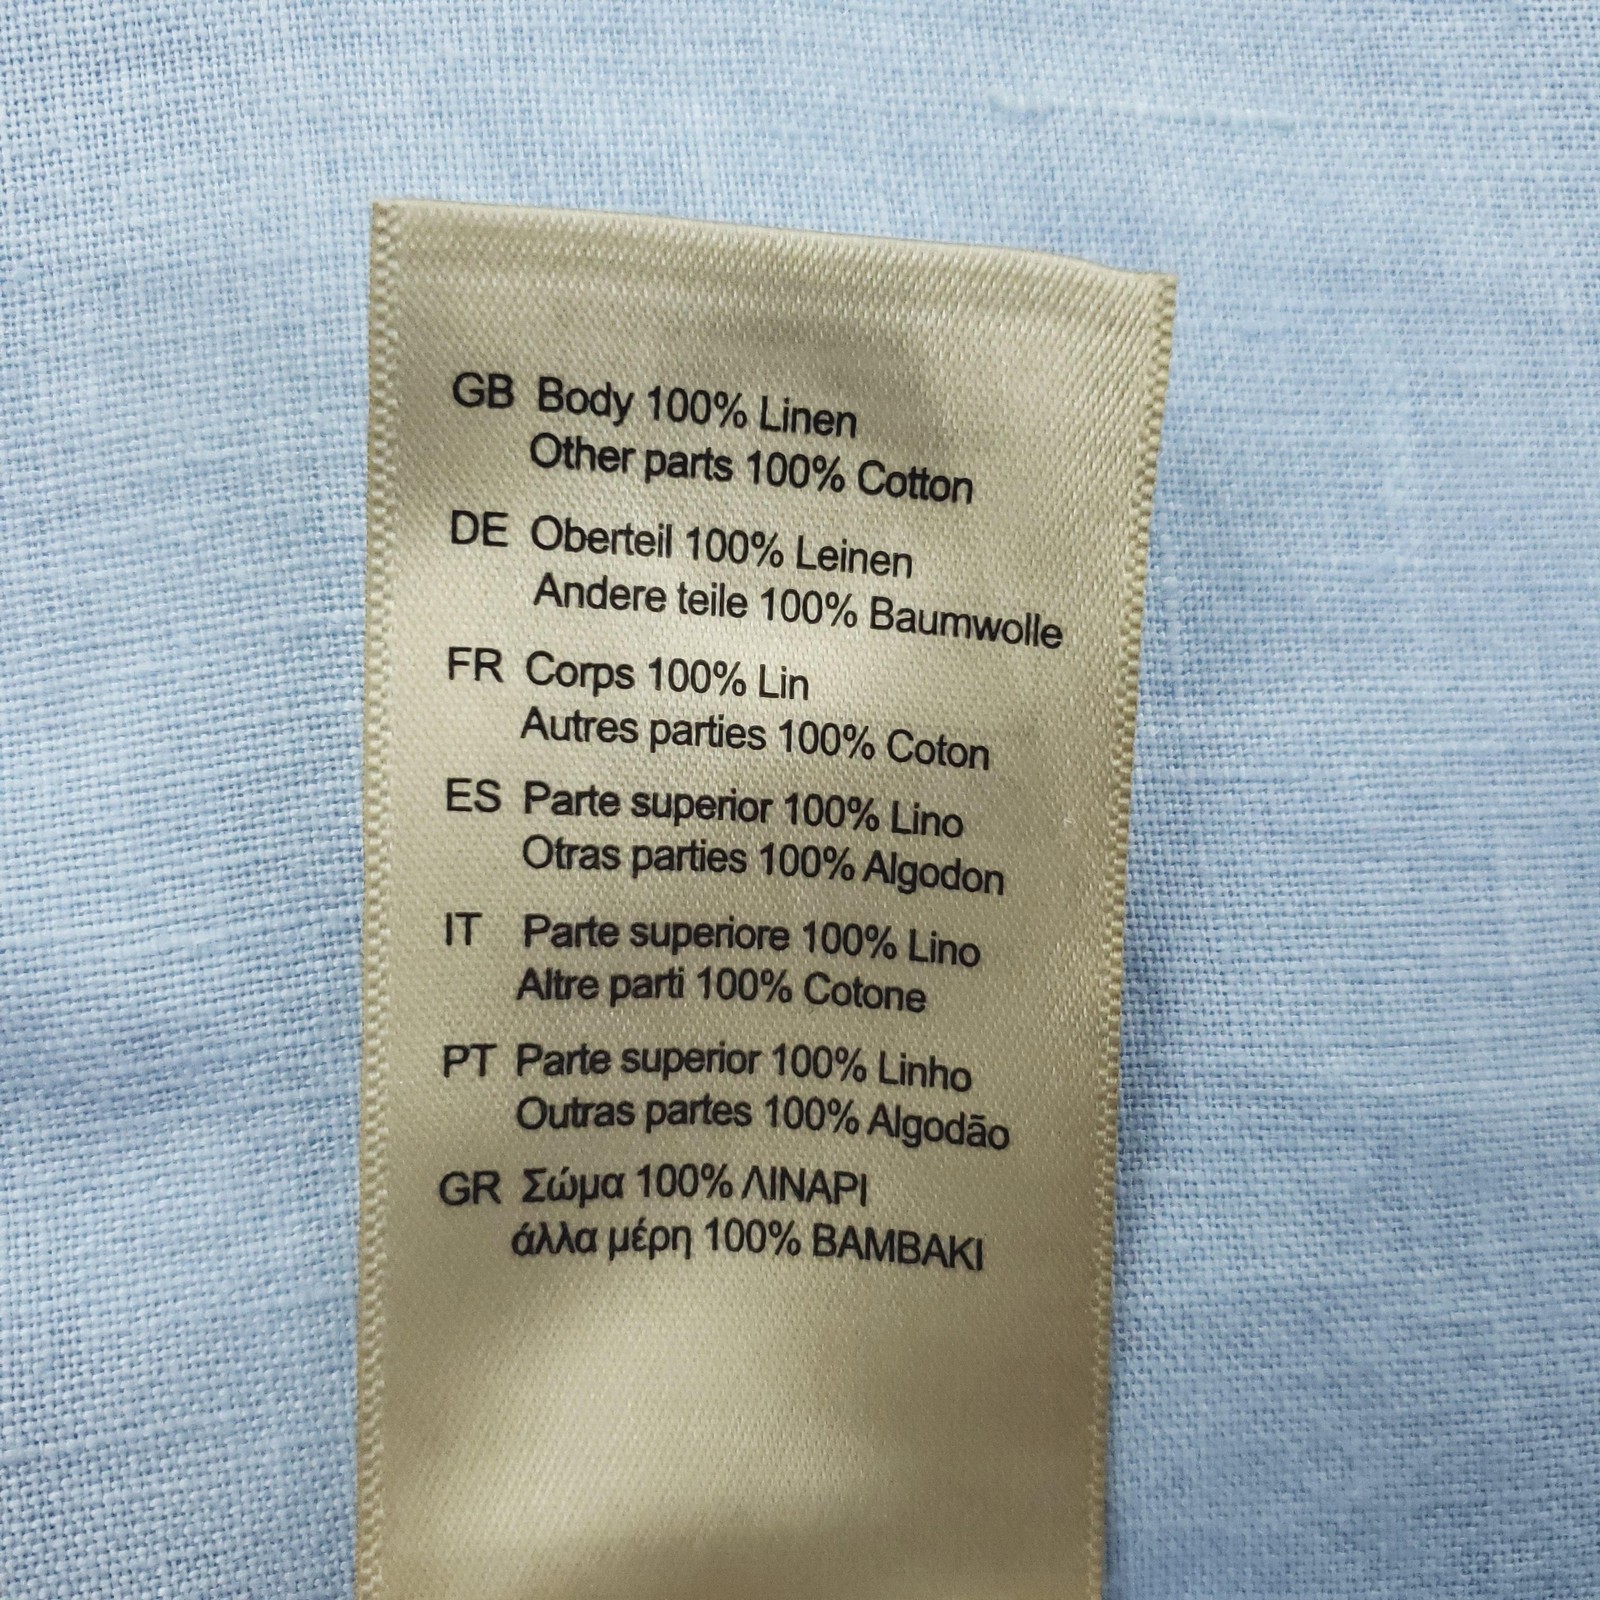 GB Body 100% Linen
Other parts 100% Cotton
DE Oberteil 100% Leinen
Andere teile 100% Baumwolle
FR Corps 100% Lin
Autres parties 100% Coton
ES Parte superior 100% Lino
Otras parties 100% Algodon
IT Parte superiore 100% Lino
Altre parti 100% Cotone
PT Parte superior 100% Linho
Outras partes 100% Algodão
GR Σώμα 100% ΛΙΝΑΡΙ
άλλα μέρη 100% ΒΑΜΒΑΚΙ